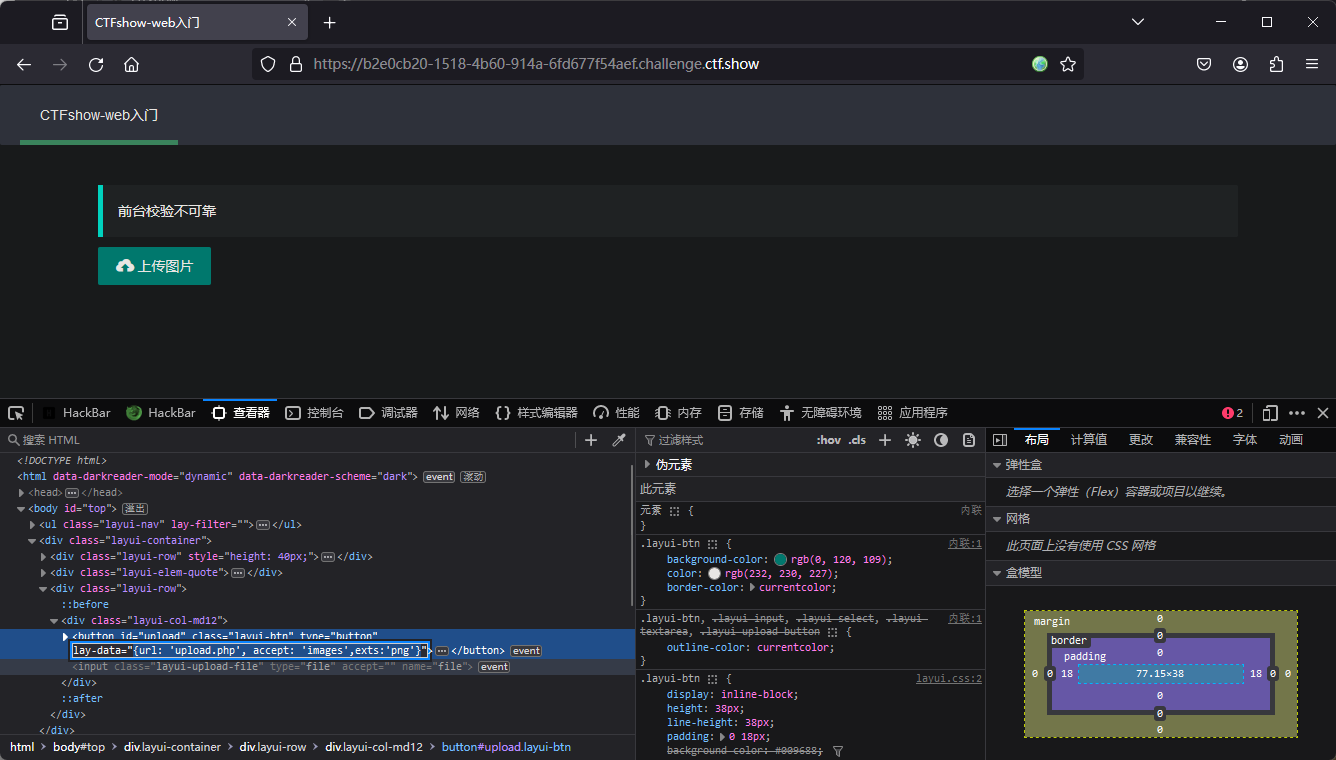 CTFshow-web入门
https://b2e0cb20-1518-4b60-914a-6fd677f54aef.challenge.ctf.show
CTFshow-web入门
前台校验不可靠
上传图片
HackBar HackBar 查看器 控制台 调试器 网络 样式编辑器 性能 内存 存储 无障碍环境 应用程序 2
搜索 HTML
<!DOCTYPE html>
<html data-darkreader-mode="dynamic" data-darkreader-scheme="dark"> event 滚动
<head> </head>
<body id="top"> 溢出
<ul class="layui-nav" lay-filter=""> </ul>
<div class="layui-container">
<div class="layui-row" style="height: 40px;"> </div>
<div class="layui-elem-quote"> </div>
<div class="layui-row">
::before
<div class="layui-col-md12">
<button id="upload" class="layui-btn" type="button"
lay-data="{url: 'upload.php', accept: 'images',exts:'png'}"> </button> event
<input class="layui-upload-file" type="file" accept="" name="file"> event
</div>
::after
</div>
</div>
html body#top div.layui-container div.layui-row div.layui-col-md12 button#upload.layui-btn
过滤样式 :hov .cls
伪元素
此元素
元素 { 内联
}
.layui-btn { 内联:1
background-color: rgb(0, 120, 109);
color: rgb(232, 230, 227);
border-color: currentcolor;
}
.layui-btn, .layui-input, .layui-select, .layui- 内联:1
textarea, .layui-upload-button {
outline-color: currentcolor;
}
.layui-btn { layui.css:2
display: inline-block;
height: 38px;
line-height: 38px;
padding: 0 18px;
background-color: #009688;
布局 计算值 更改 兼容性 字体 动画
弹性盒
选择一个弹性（Flex）容器或项目以继续。
网格
此页面上没有使用 CSS 网格
盒模型
margin 0
border 0
padding 0
0 0 18 77.15×38 18 0 0
0
0
0